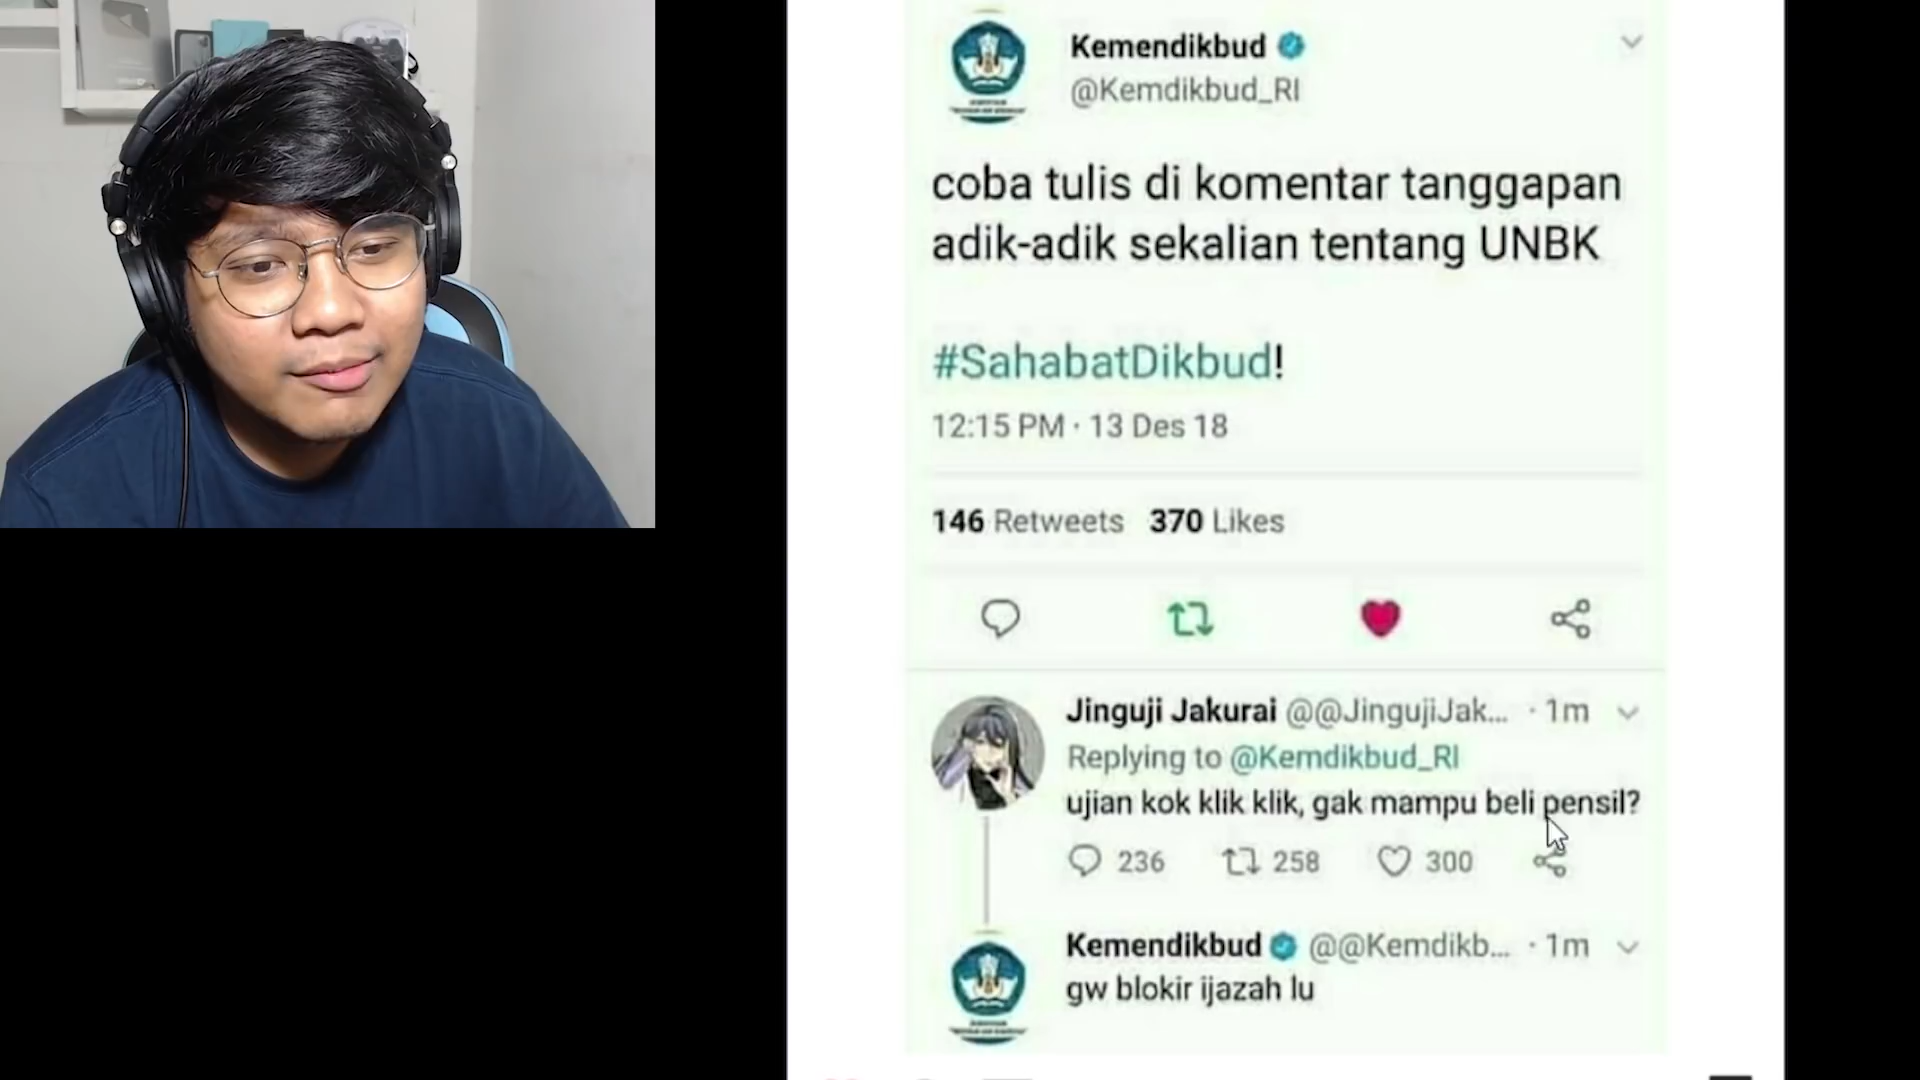 Kemendikbud
@Kemdikbud_RI
coba tulis di komentar tanggapan
adik-adik sekalian tentang UNBK
#SahabatDikbud!
12:15 PM · 13 Des 18
146 Retweets 370 Likes
Jinguji Jakurai @@JingujiJak... · 1m
Replying to @Kemdikbud_RI
ujian kok klik klik, gak mampu beli pensil?
236 258 300
Kemendikbud @@Kemdikb... · 1m
gw blokir ijazah lu